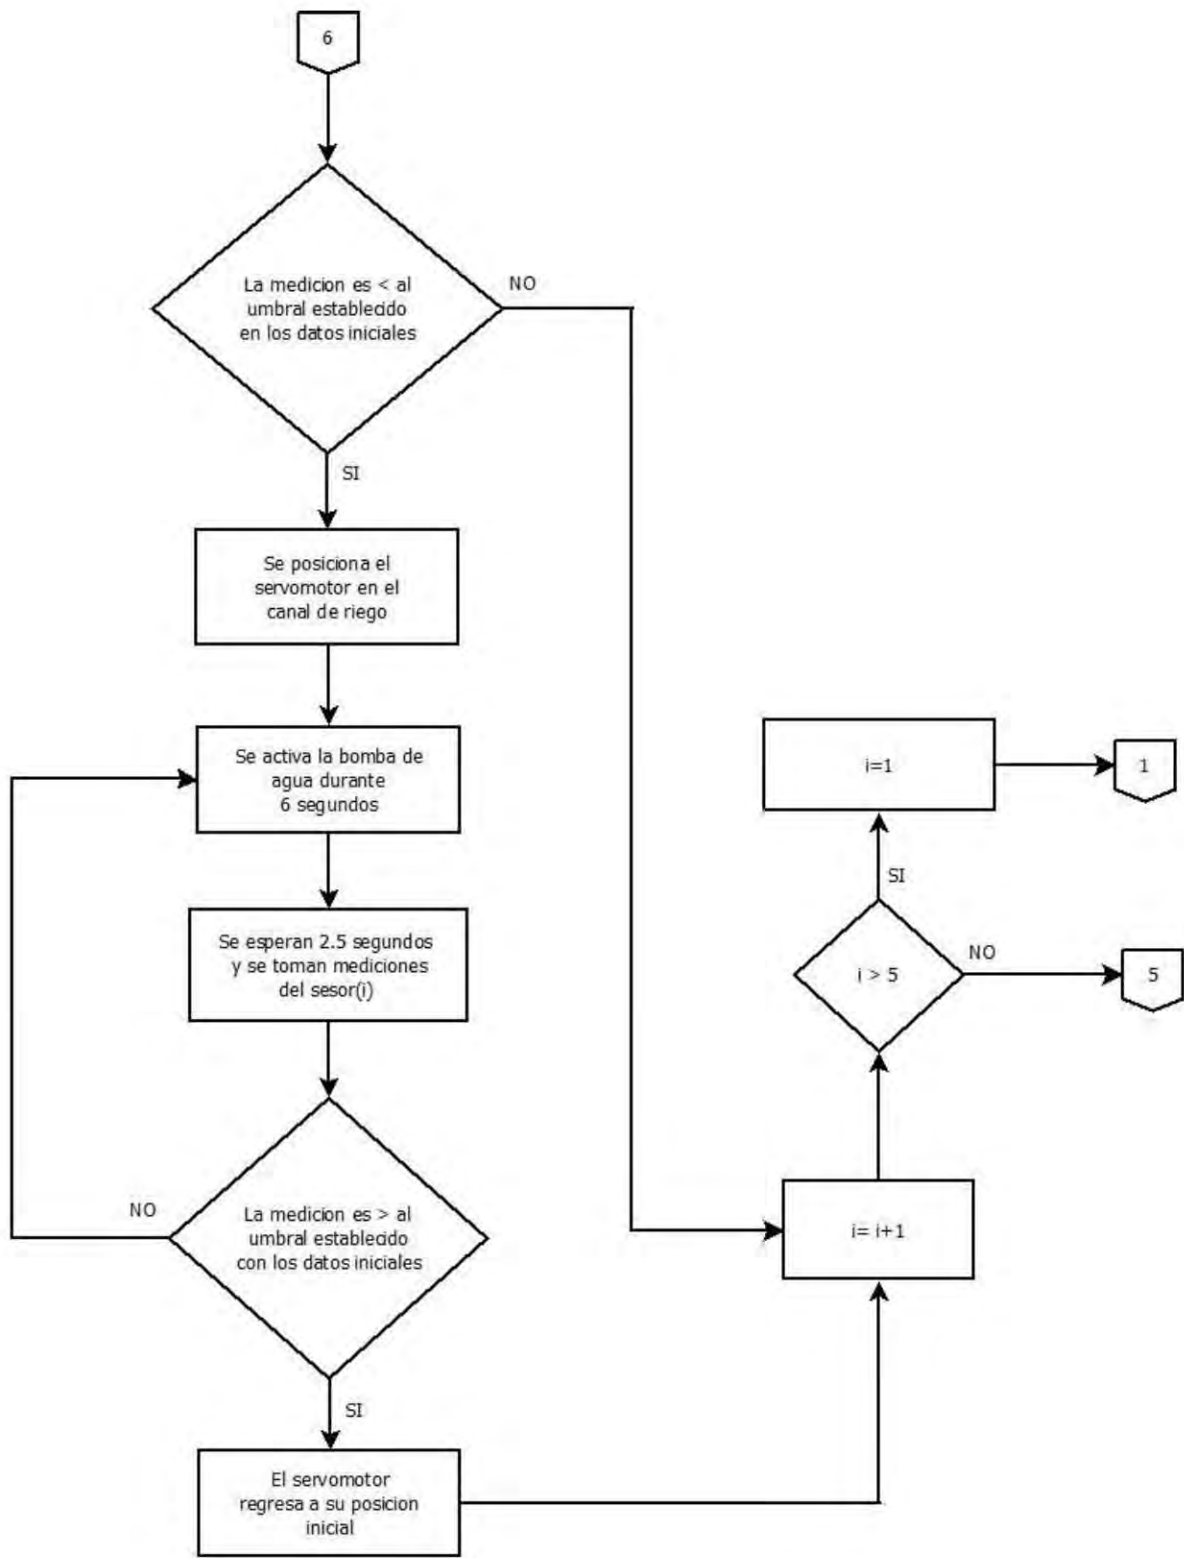 6
La medicion es < al
umbral establecido
en los datos iniciales
NO
SI
Se posiciona el
servomotor en el
canal de riego
Se activa la bomba de
agua durante
6 segundos
Se esperan 2.5 segundos
y se toman mediciones
del sesor(i)
La medicion es > al
umbral establecido
con los datos iniciales
NO
SI
El servomotor
regresa a su posicion
inicial
i= i+1
i > 5
NO
5
SI
i=1
1